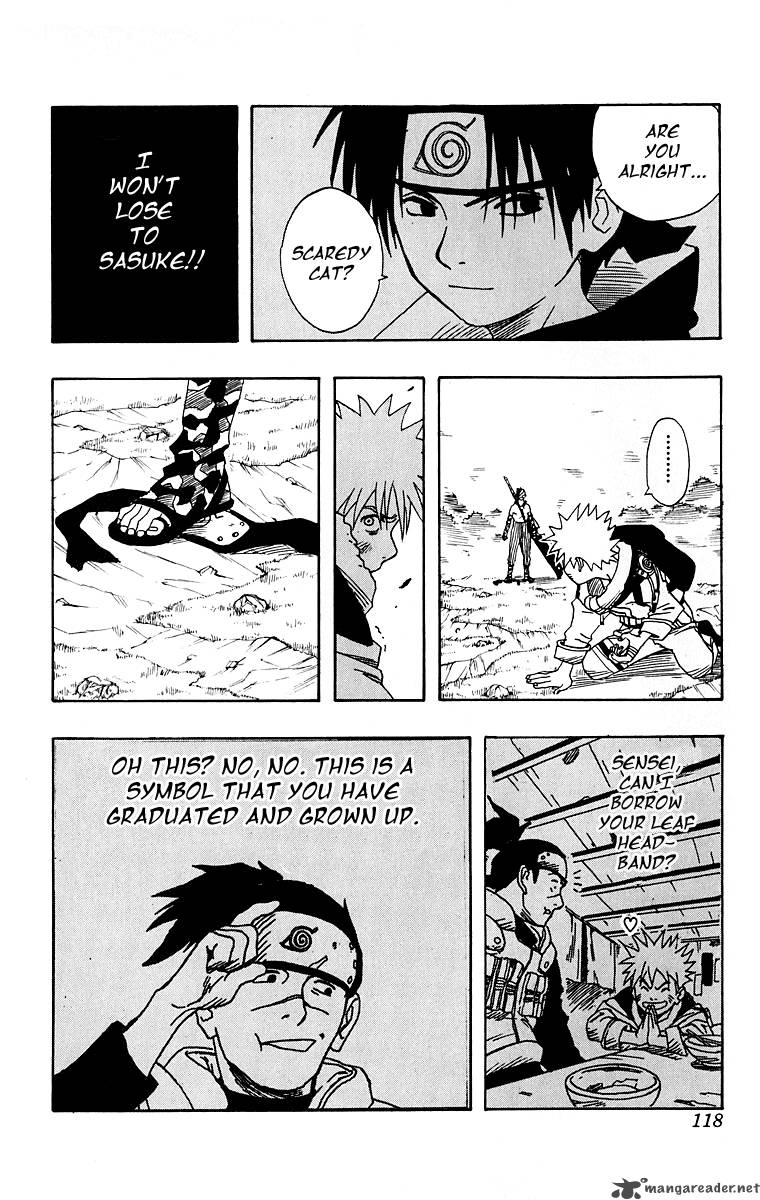 ARE
YOU
ALRIGHT...
SCAREDY
CAT?
I
WON'T
LOSE
TO
SASUKE!!
.........
SENSEI,
CAN I
BORROW
YOUR LEAF
HEAD-
BAND?
OH THIS? NO, NO. THIS IS A
SYMBOL THAT YOU HAVE
GRADUATED AND GROWN UP.
118
mangareader.net